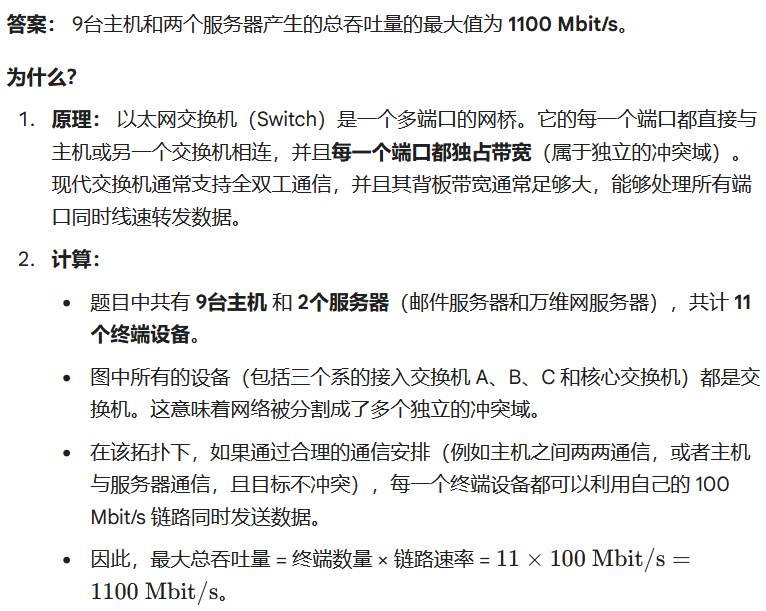 答案： 9台主机和两个服务器产生的总吞吐量的最大值为 1100 Mbit/s。
为什么?
1. 原理： 以太网交换机（Switch）是一个多端口的网桥。它的每一个端口都直接与
主机或另一个交换机相连，并且每一个端口都独占带宽（属于独立的冲突域）。
现代交换机通常支持全双工通信，并且其背板带宽通常足够大，能够处理所有端
口同时线速转发数据。
2. 计算：
• 题目中共有 9台主机 和 2个服务器（邮件服务器和万维网服务器），共计 11
个终端设备。
• 图中所有的设备（包括三个系的接入交换机 A、B、C 和核心交换机）都是交
换机。这意味着网络被分割成了多个独立的冲突域。
• 在该拓扑下，如果通过合理的通信安排（例如主机之间两两通信，或者主机
与服务器通信，且目标不冲突），每一个终端设备都可以利用自己的 100
Mbit/s 链路同时发送数据。
• 因此，最大总吞吐量 = 终端数量 × 链路速率 = 11 × 100 Mbit/s =
1100 Mbit/s。